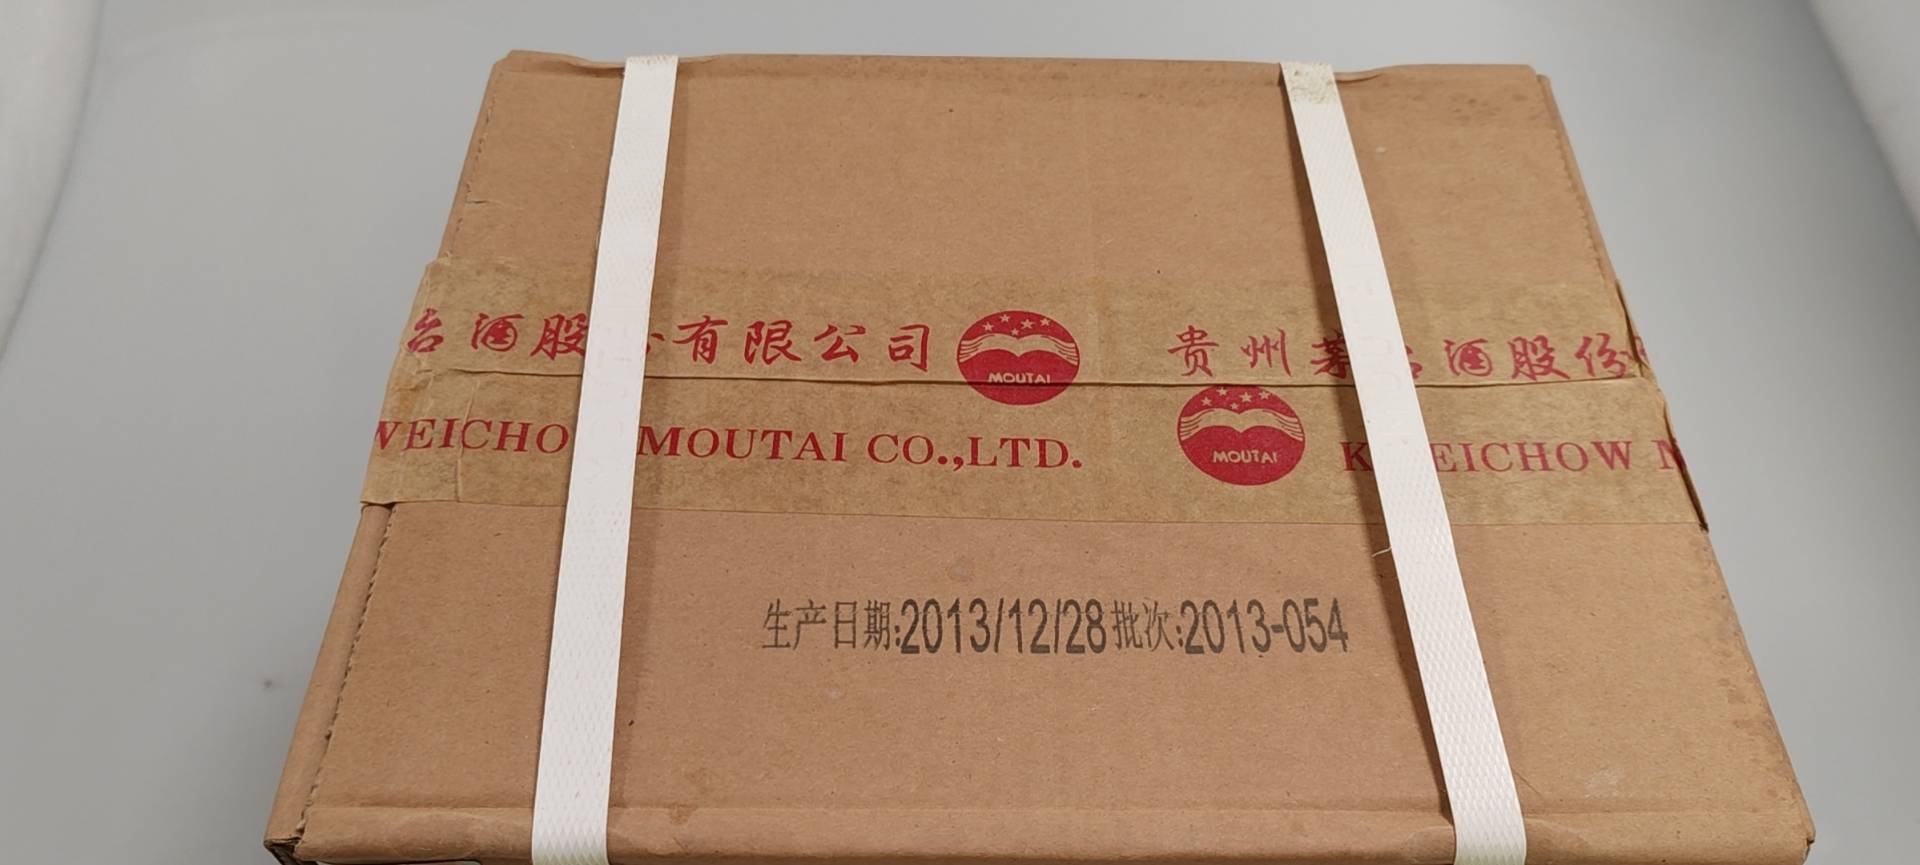 台酒股份有限公司 MOUTAI 贵州茅台酒股份
WEICHOW MOUTAI CO.,LTD. MOUTAI KWEICHOW M
生产日期:2013/12/28批次:2013-054